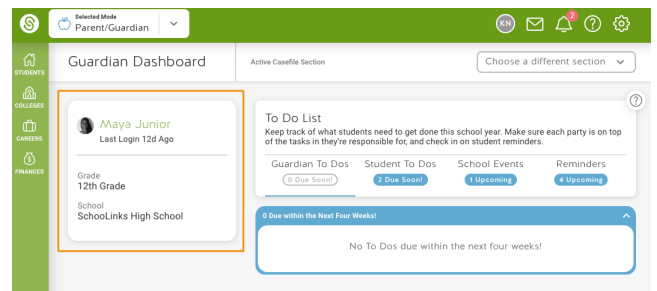 Selected Mode
Parent/Guardian
KN
2
Guardian Dashboard
Active Casefile Section
Choose a different section
STUDENTS
COLLEGES
CAREERS
FINANCES
Maya Junior
Last Login 12d Ago
Grade
12th Grade
School
SchooLinks High School
To Do List
Keep track of what students need to get done this school year. Make sure each party is on top
of the tasks in they're responsible for, and check in on student reminders.
Guardian To Dos
0 Due Soon!
Student To Dos
2 Due Soon!
School Events
1 Upcoming
Reminders
4 Upcoming
0 Due within the Next Four Weeks!
No To Dos due within the next four weeks!